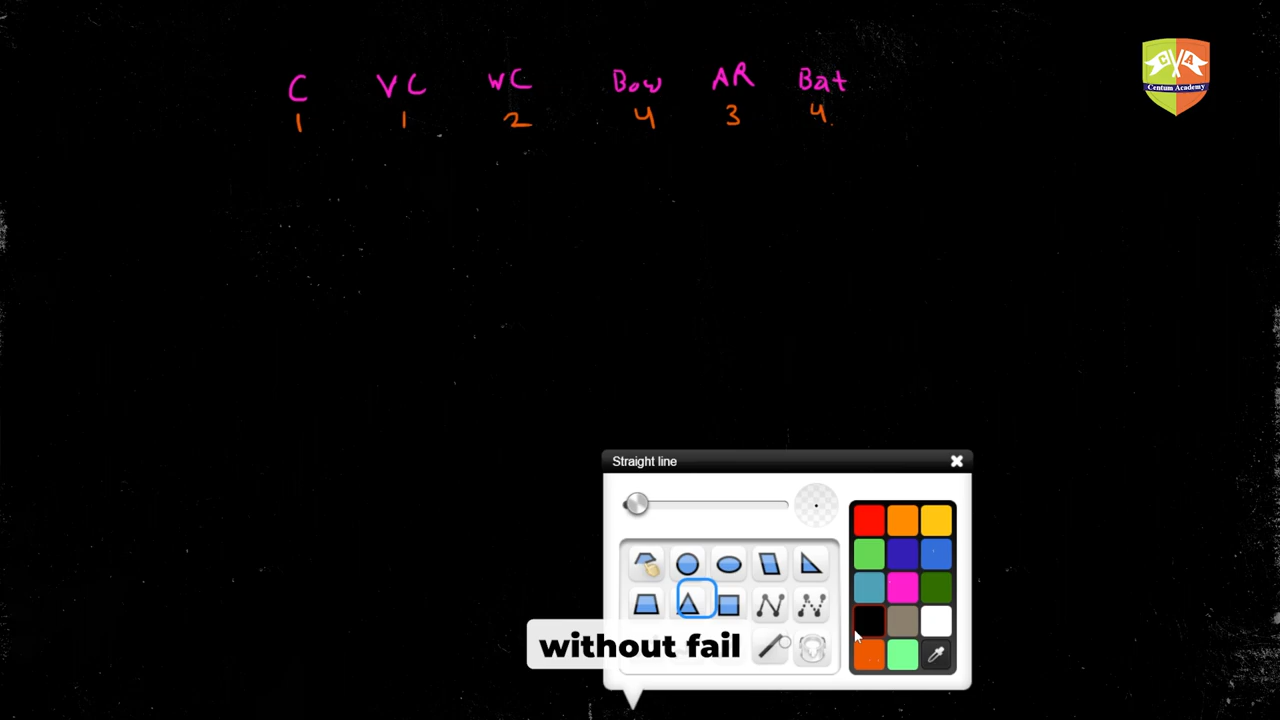 C VC WC Bow AR Bat
1 1 2 4 3 4
C A
Centum Academy
Straight line
without fail